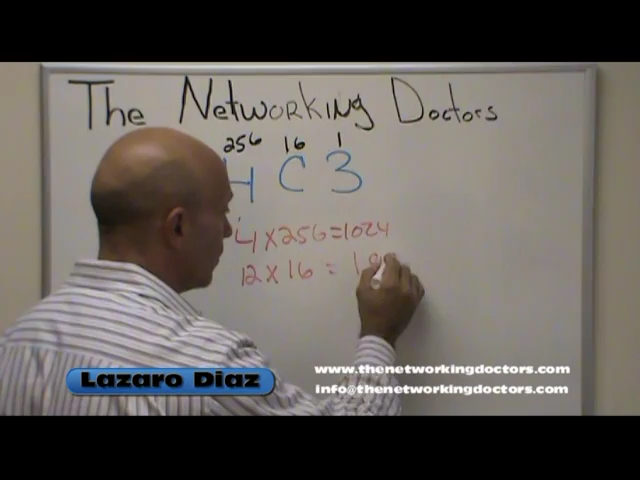 The Networking Doctors
256 16 1
4 C 3
4 x 256 = 1024
12 x 16 =
Lazaro Diaz
www.thenetworkingdoctors.com
info@thenetworkingdoctors.com